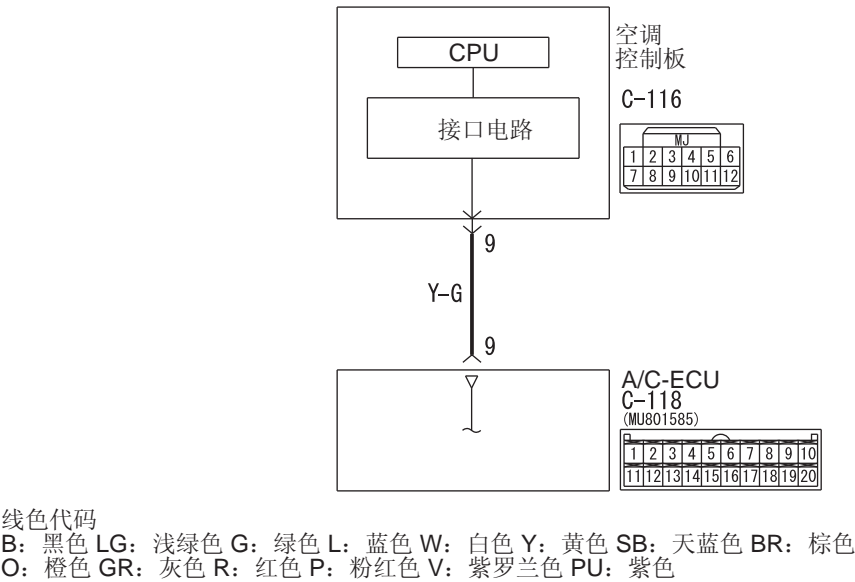 CPU
接口电路
空调
控制板
C-116
MJ
1 2 3 4 5 6
7 8 9 10 11 12
9
Y-G
9
A/C-ECU
C-118
(MU801585)
1 2 3 4 5 6 7 8 9 10
11 12 13 14 15 16 17 18 19 20
线色代码
B：黑色 LG：浅绿色 G：绿色 L：蓝色 W：白色 Y：黄色 SB：天蓝色 BR：棕色
O：橙色 GR：灰色 R：红色 P：粉红色 V：紫罗兰色 PU：紫色